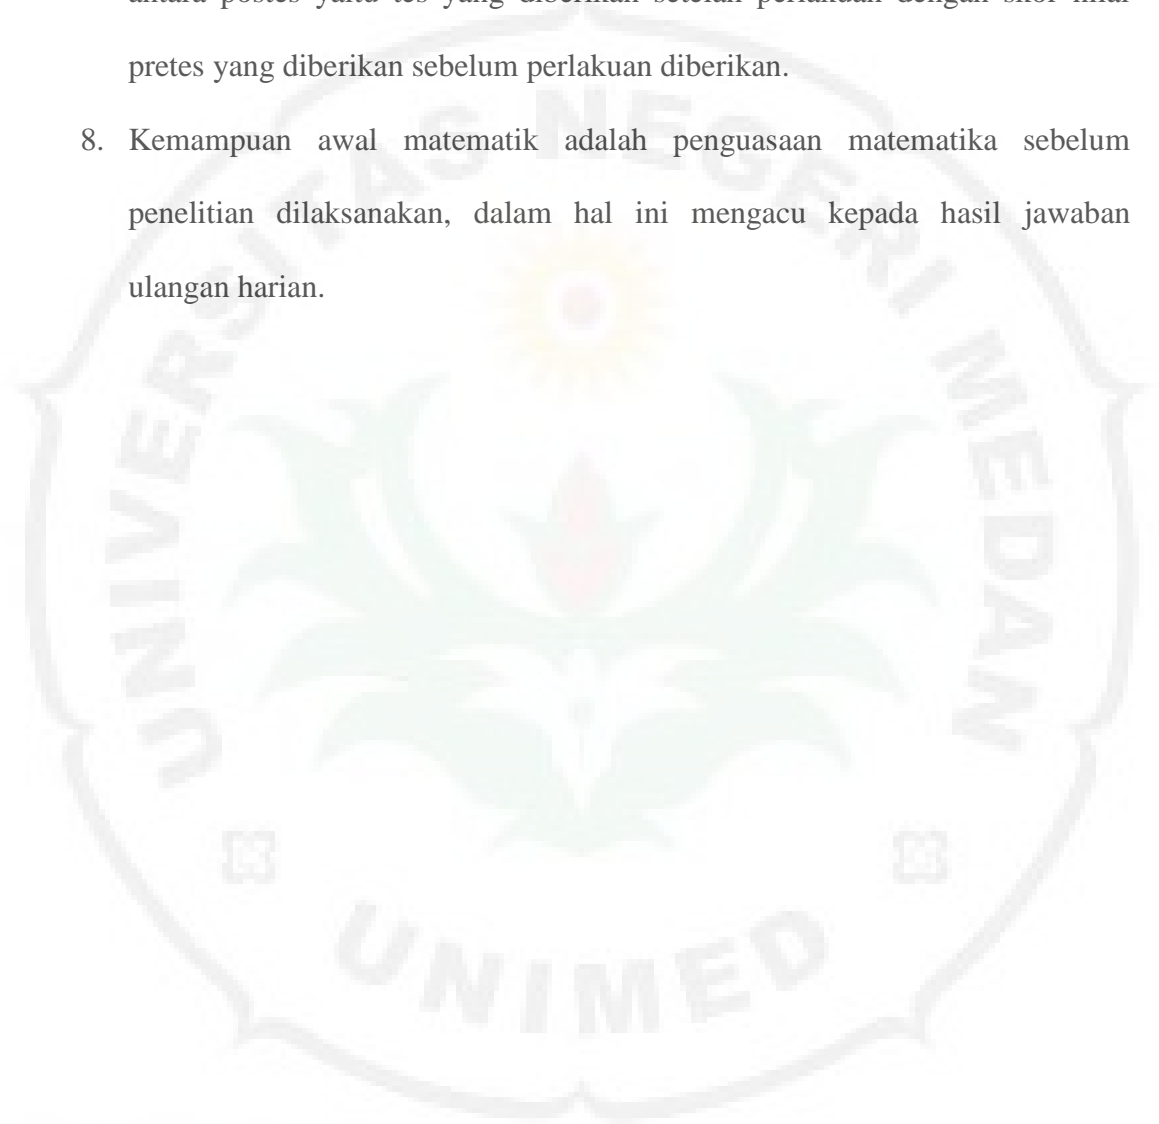 antara postes yaitu tes yang diberikan setelah perlakuan dengan skor nilai
pretes yang diberikan sebelum perlakuan diberikan.
8. Kemampuan awal matematik adalah penguasaan matematika sebelum
penelitian dilaksanakan, dalam hal ini mengacu kepada hasil jawaban
ulangan harian.
UNIVERSITAS NEGERI MEDAN
UNIMED